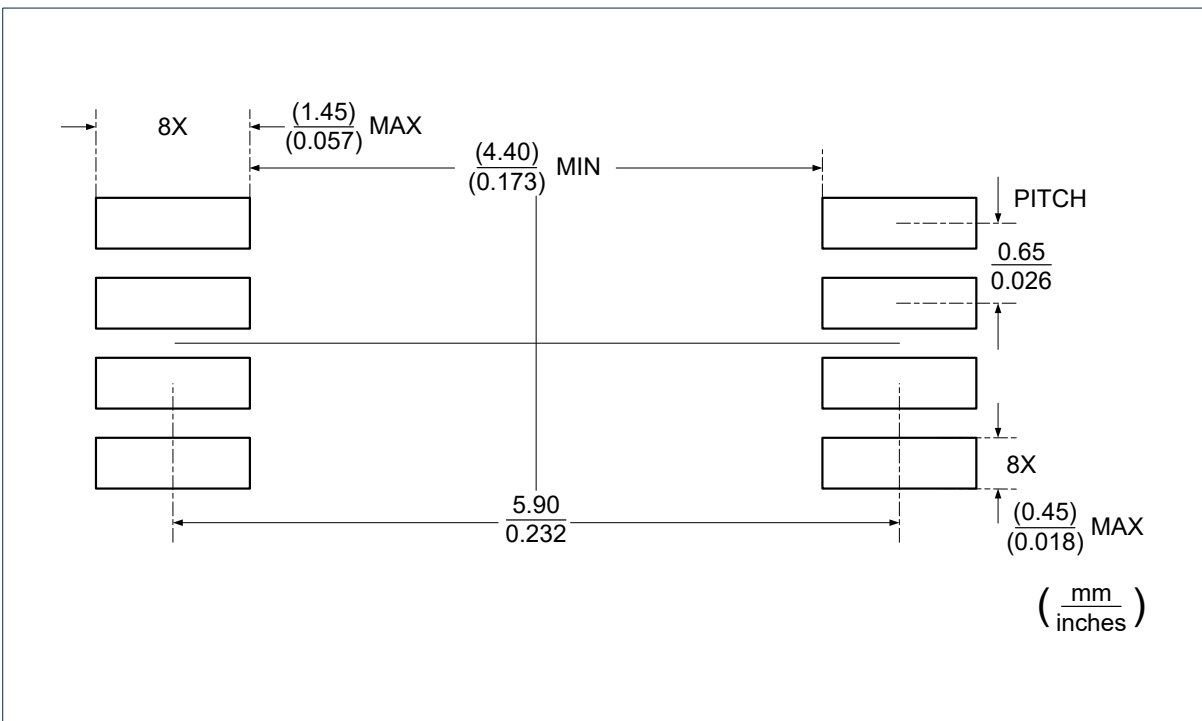 8X
(1.45)
(0.057)
MAX
(4.40)
(0.173)
MIN
PITCH
0.65
0.026
8X
5.90
0.232
(0.45)
(0.018)
MAX
(mm
inches)